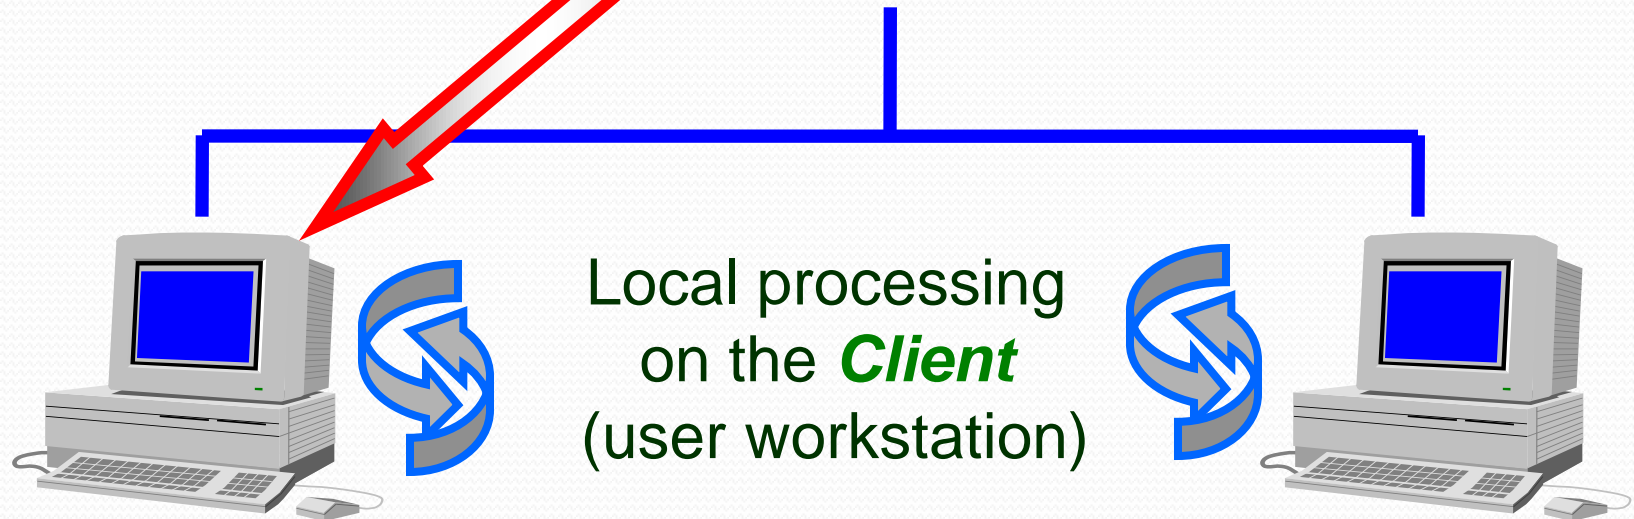 Local processing
on the Client
(user workstation)